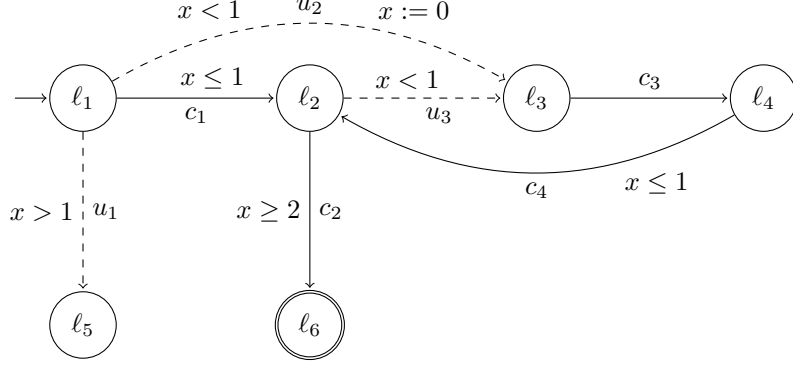 x < 1 u₂ x := 0
ℓ₁ x ≤ 1 c₁ ℓ₂ x < 1 u₃ ℓ₃ c₃ ℓ₄
c₄ x ≤ 1
x > 1 u₁ x ≥ 2 c₂
ℓ₅ ℓ₆